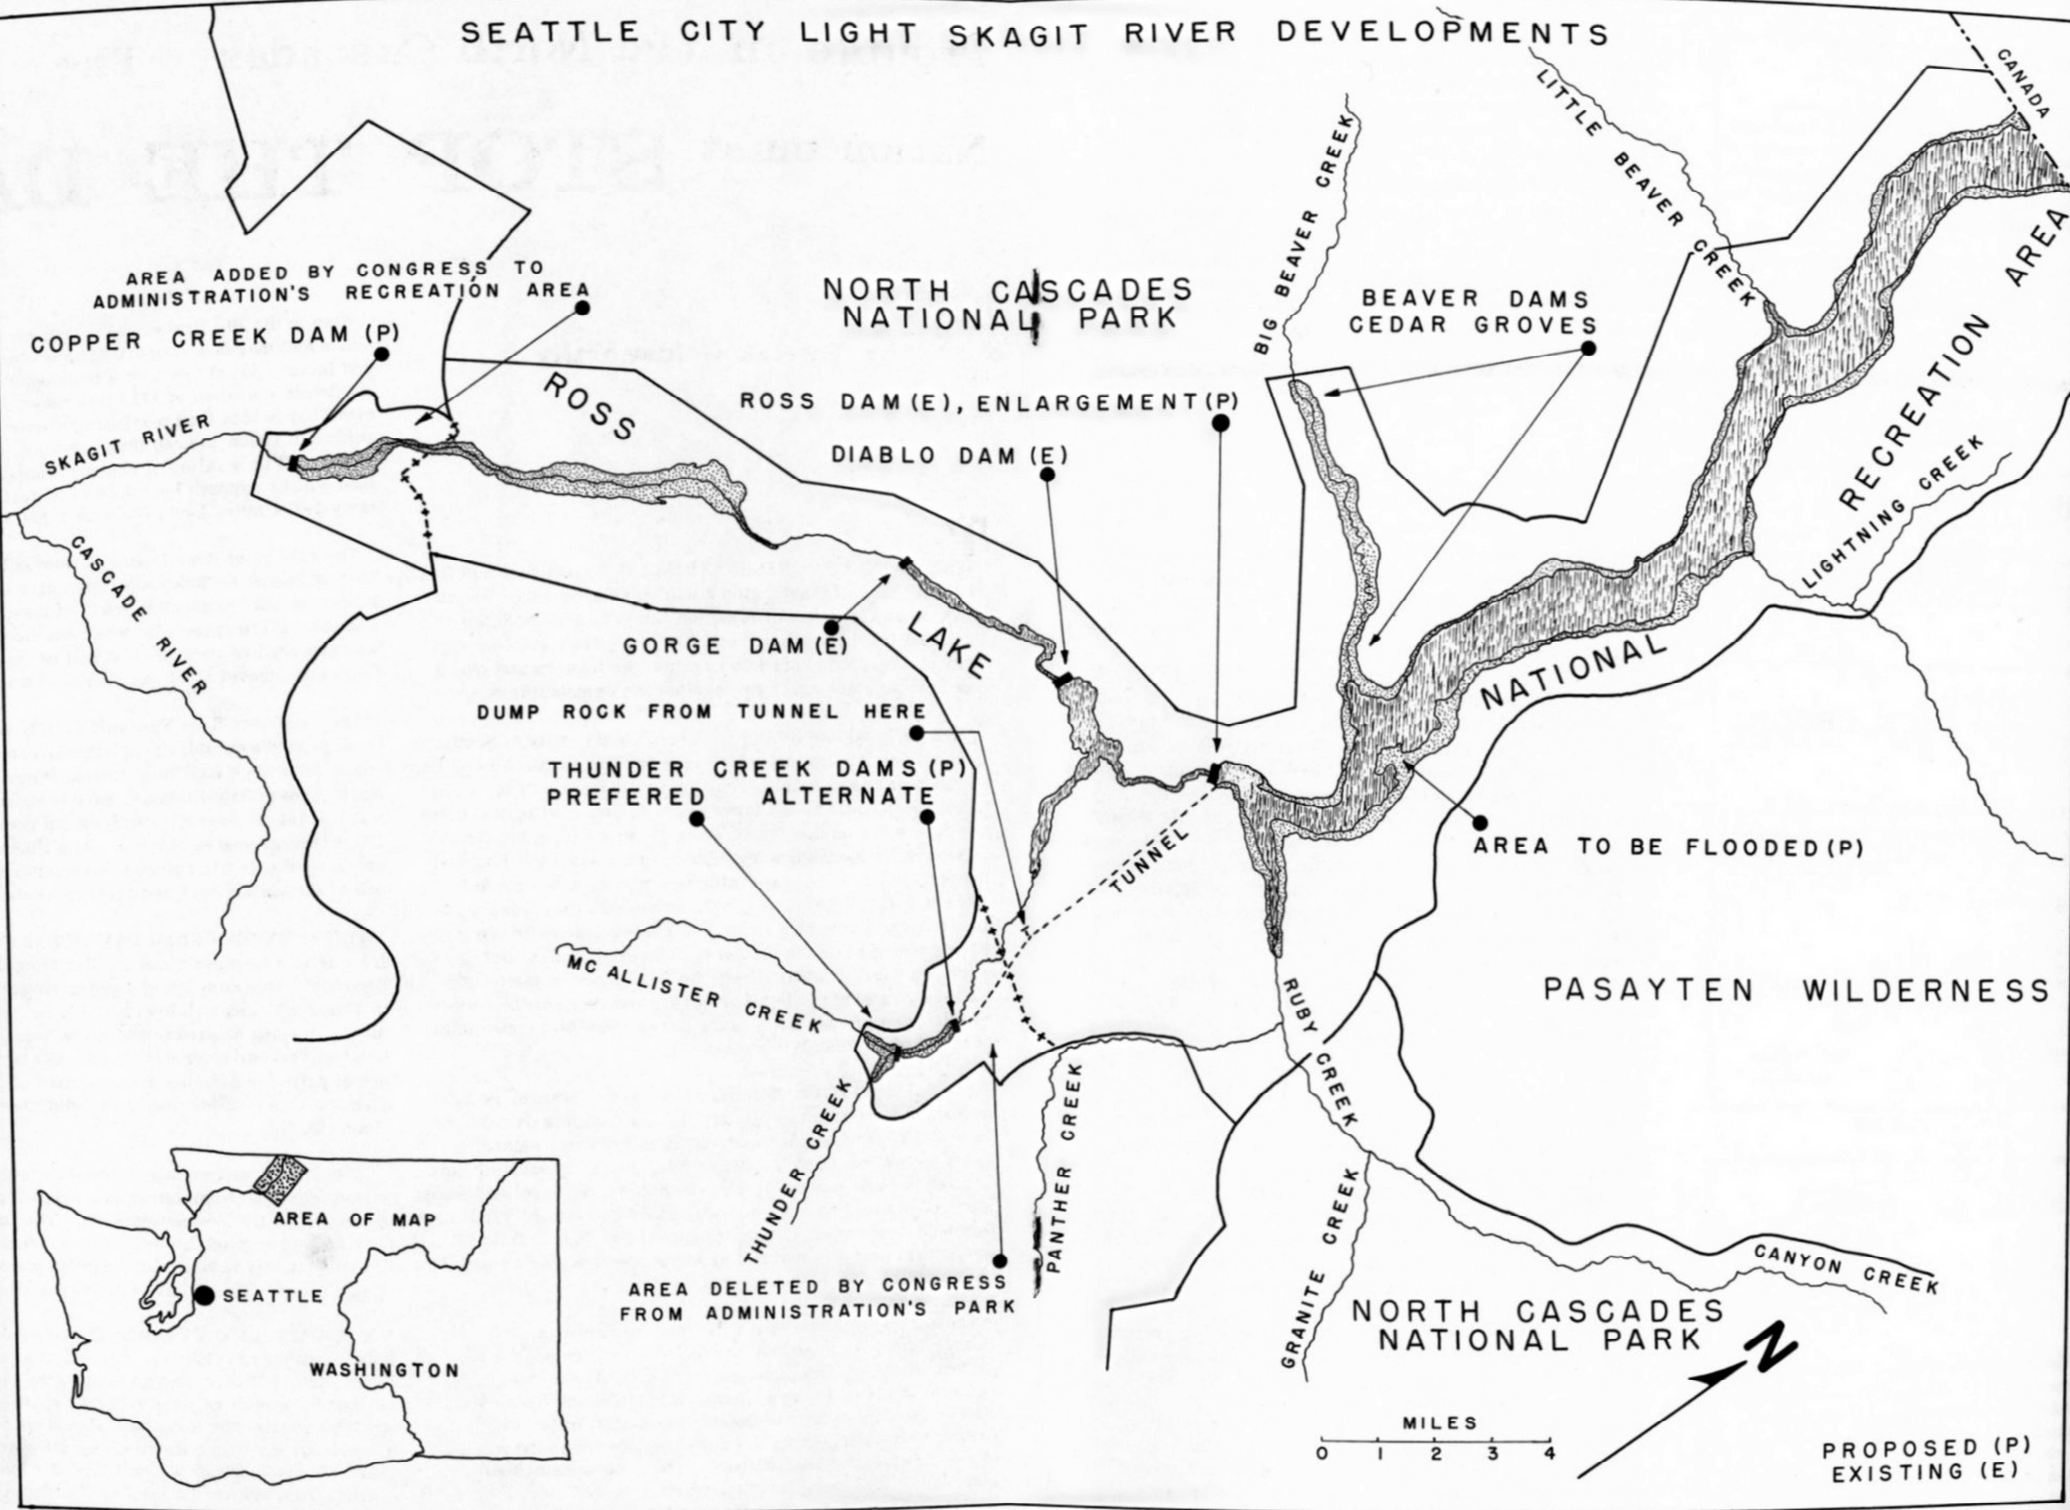 SEATTLE CITY LIGHT SKAGIT RIVER DEVELOPMENTS
CANADA
LITTLE BEAVER CREEK
BIG BEAVER CREEK
AREA ADDED BY CONGRESS TO
ADMINISTRATION'S RECREATION AREA
COPPER CREEK DAM (P)
NORTH CASCADES
NATIONAL PARK
BEAVER DAMS
CEDAR GROVES
ROSS
LAKE
NATIONAL
RECREATION
AREA
ROSS DAM (E), ENLARGEMENT (P)
DIABLO DAM (E)
SKAGIT RIVER
CASCADE RIVER
LIGHTNING CREEK
GORGE DAM (E)
DUMP ROCK FROM TUNNEL HERE
THUNDER CREEK DAMS (P)
PREFERED ALTERNATE
TUNNEL
AREA TO BE FLOODED (P)
MC ALLISTER CREEK
RUBY CREEK
PASAYTEN WILDERNESS
THUNDER CREEK
PANTHER CREEK
GRANITE CREEK
CANYON CREEK
AREA OF MAP
SEATTLE
WASHINGTON
AREA DELETED BY CONGRESS
FROM ADMINISTRATION'S PARK
NORTH CASCADES
NATIONAL PARK
N
MILES
0 1 2 3 4
PROPOSED (P)
EXISTING (E)